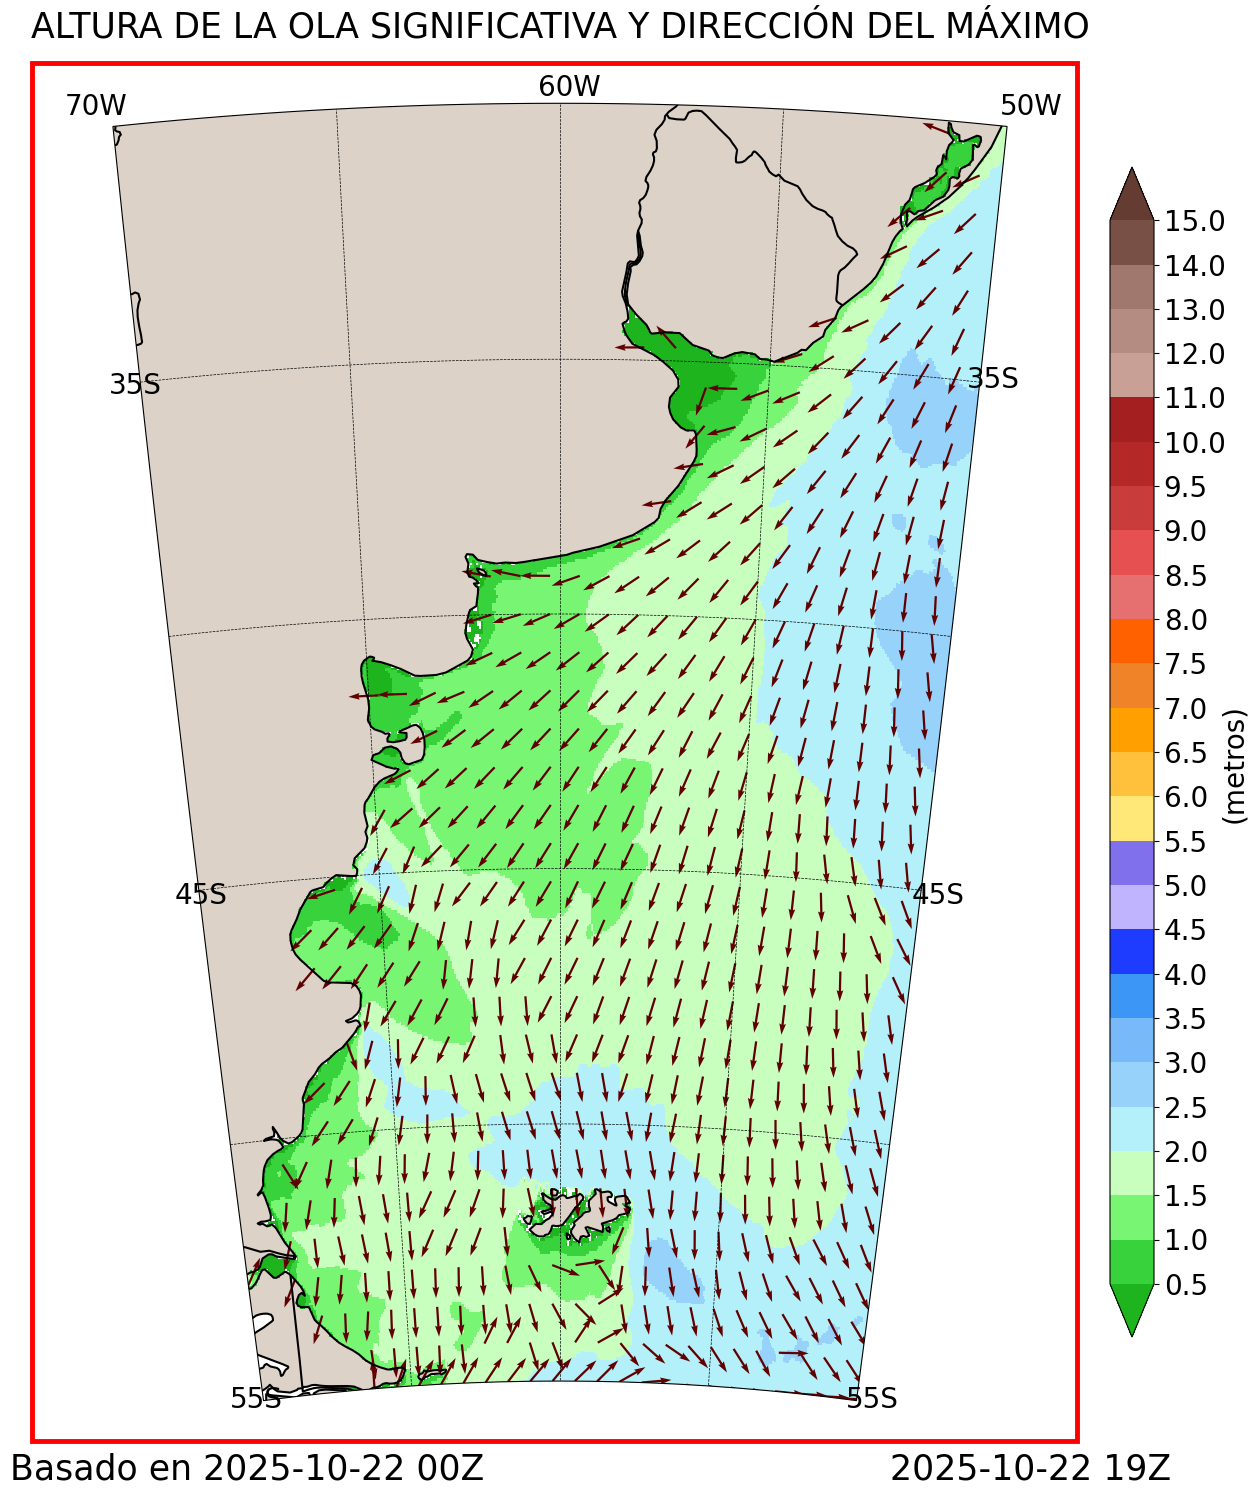 ALTURA DE LA OLA SIGNIFICATIVA Y DIRECCIÓN DEL MÁXIMO
70W
60W
50W
35S
35S
45S
45S
55S
55S
15.0
14.0
13.0
12.0
11.0
10.0
9.5
9.0
8.5
8.0
7.5
7.0
6.5
6.0
5.5
5.0
4.5
4.0
3.5
3.0
2.5
2.0
1.5
1.0
0.5
(metros)
Basado en 2025-10-22 00Z
2025-10-22 19Z